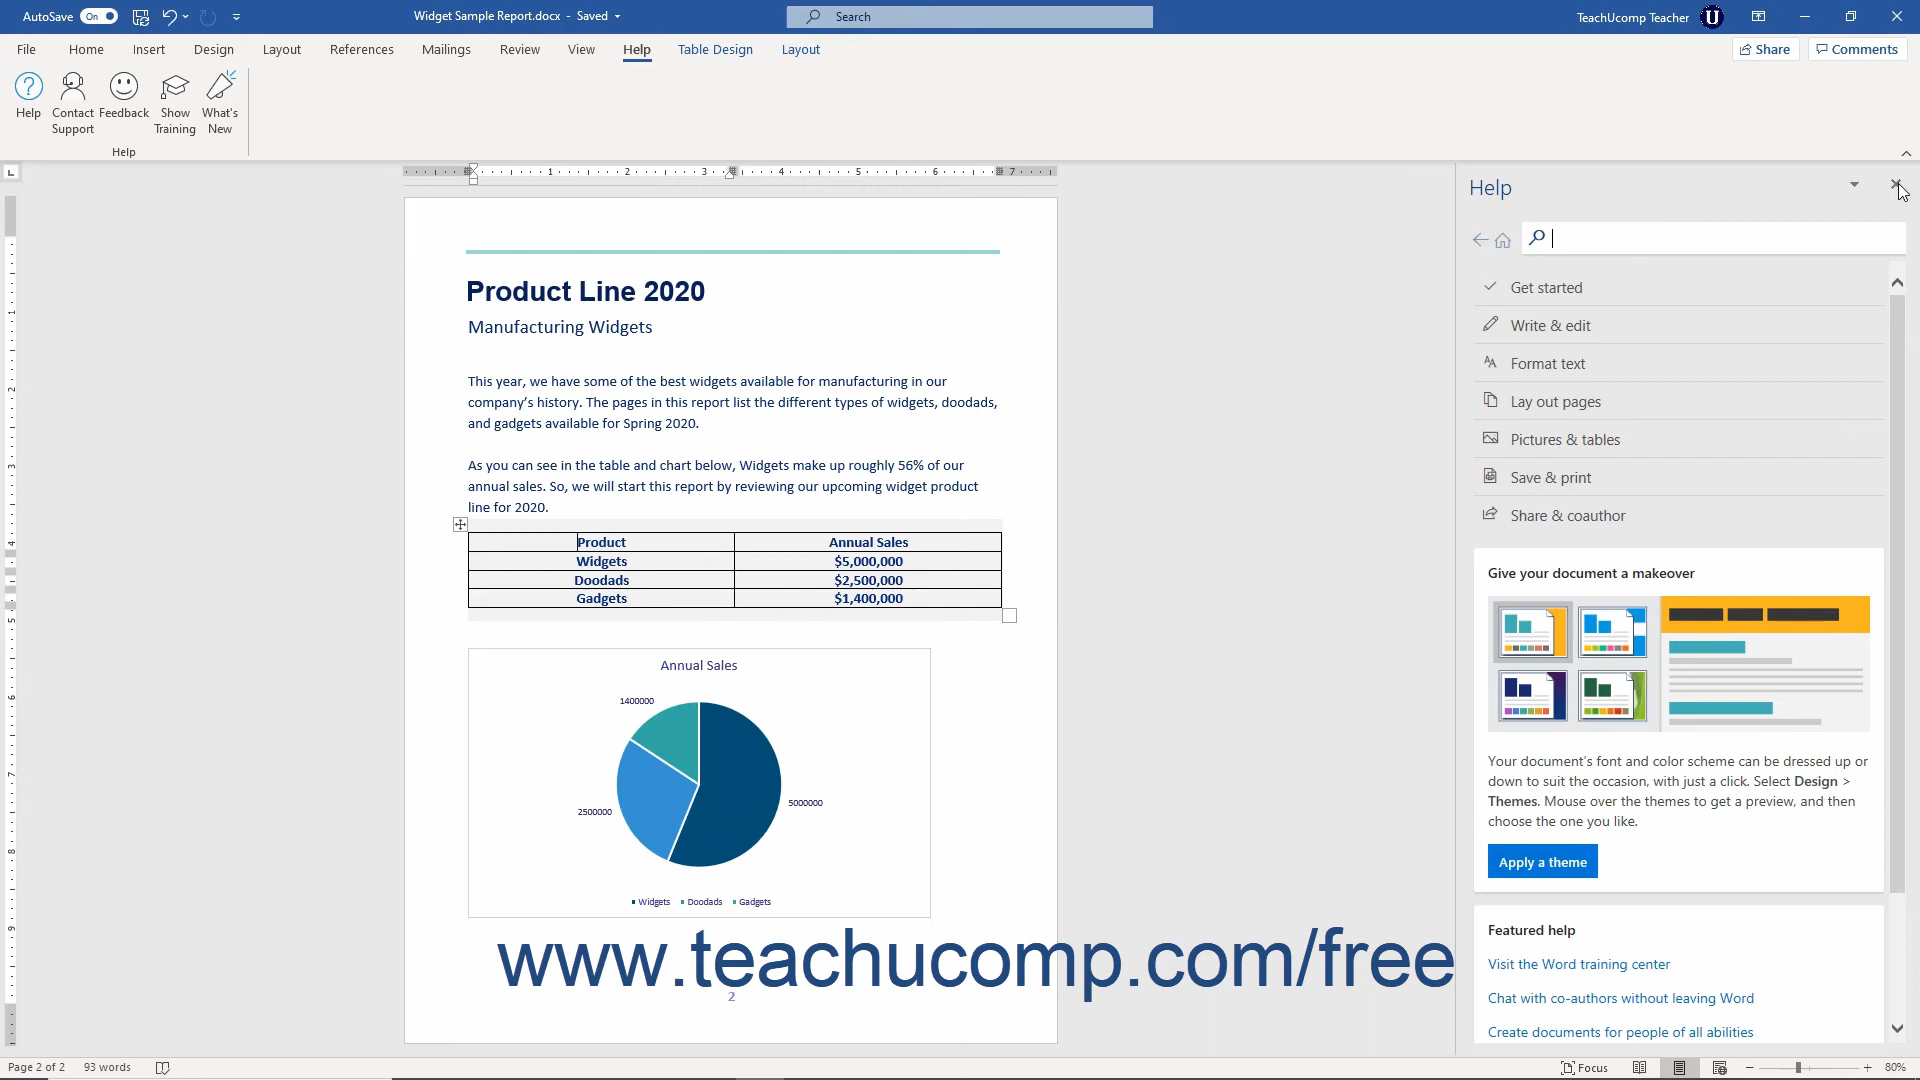 AutoSave On Widget Sample Report.docx - Saved Search TeachUcomp Teacher U
File Home Insert Design Layout References Mailings Review View Help Table Design Layout Share Comments
? Help Contact Support Feedback Show Training What's New
Help
1 2 3 4 5 6 7
Product Line 2020
Manufacturing Widgets
This year, we have some of the best widgets available for manufacturing in our
company's history. The pages in this report list the different types of widgets, doodads,
and gadgets available for Spring 2020.
As you can see in the table and chart below, Widgets make up roughly 56% of our
annual sales. So, we will start this report by reviewing our upcoming widget product
line for 2020.
Product Annual Sales
Widgets $5,000,000
Doodads $2,500,000
Gadgets $1,400,000
Annual Sales
1400000
5000000
2500000
Widgets Doodads Gadgets
www.teachucomp.com/free
2
Help
Get started
Write & edit
Format text
Lay out pages
Pictures & tables
Save & print
Share & coauthor
Give your document a makeover
Your document's font and color scheme can be dressed up or
down to suit the occasion, with just a click. Select Design >
Themes. Mouse over the themes to get a preview, and then
choose the one you like.
Apply a theme
Featured help
Visit the Word training center
Chat with co-authors without leaving Word
Create documents for people of all abilities
Page 2 of 2 93 words Focus 80%